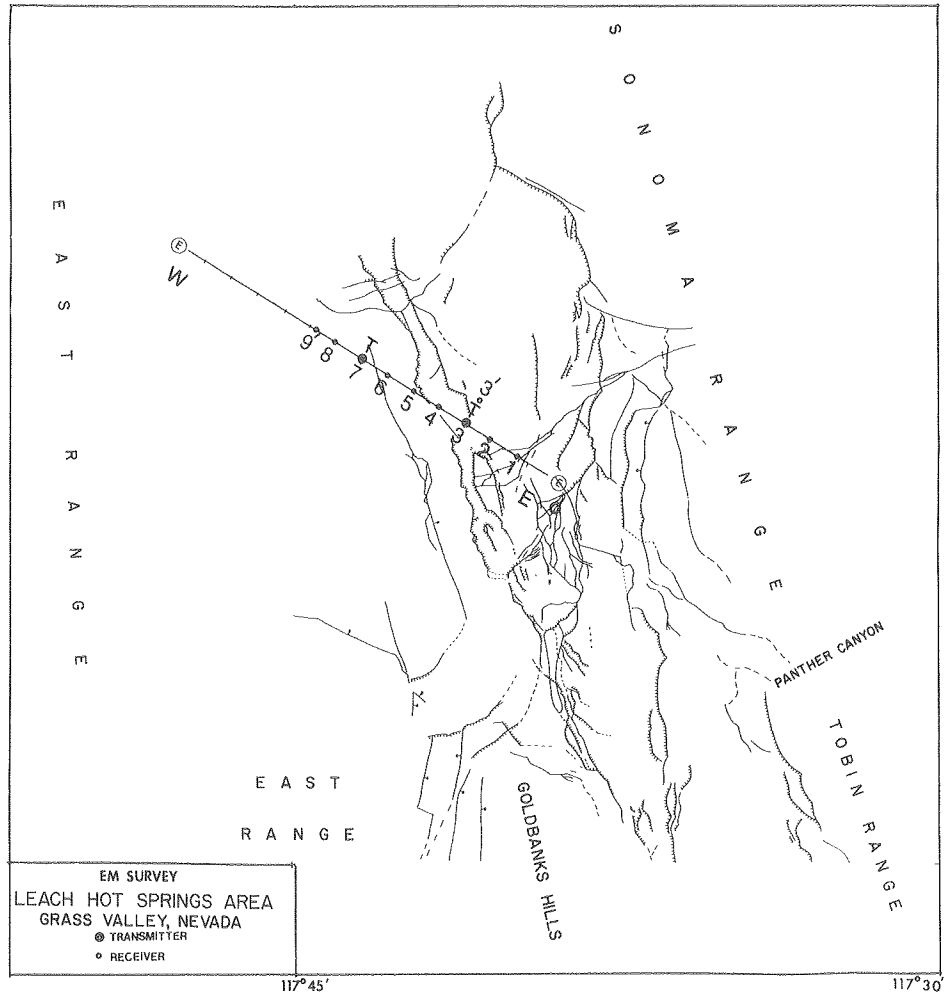 SONOMA RANGE
EAST RANGE
E
W
9
8
7
T
6
5
4
3
T
3'
2
1
E
E
PANTHER CANYON
TOBIN RANGE
EAST
RANGE
GOLDBANKS HILLS
EM SURVEY
LEACH HOT SPRINGS AREA
GRASS VALLEY, NEVADA
TRANSMITTER
RECEIVER
117°45'
117°30'